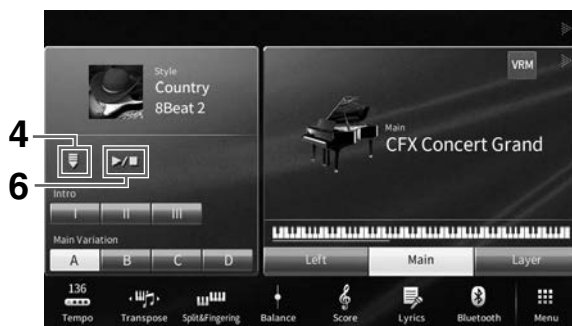 Style
Country
8Beat 2
4
6
Intro
I II III
Main Variation
A B C D
VRM
Main
CFX Concert Grand
Left Main Layer
136
Tempo Transpose Split&Fingering Balance Score Lyrics Bluetooth Menu